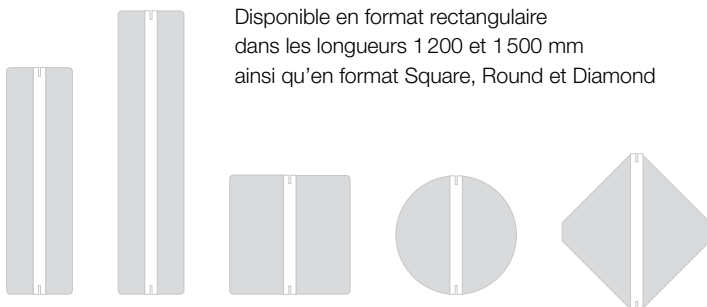 Disponible en format rectangulaire
dans les longueurs 1 200 et 1 500 mm
ainsi qu’en format Square, Round et Diamond